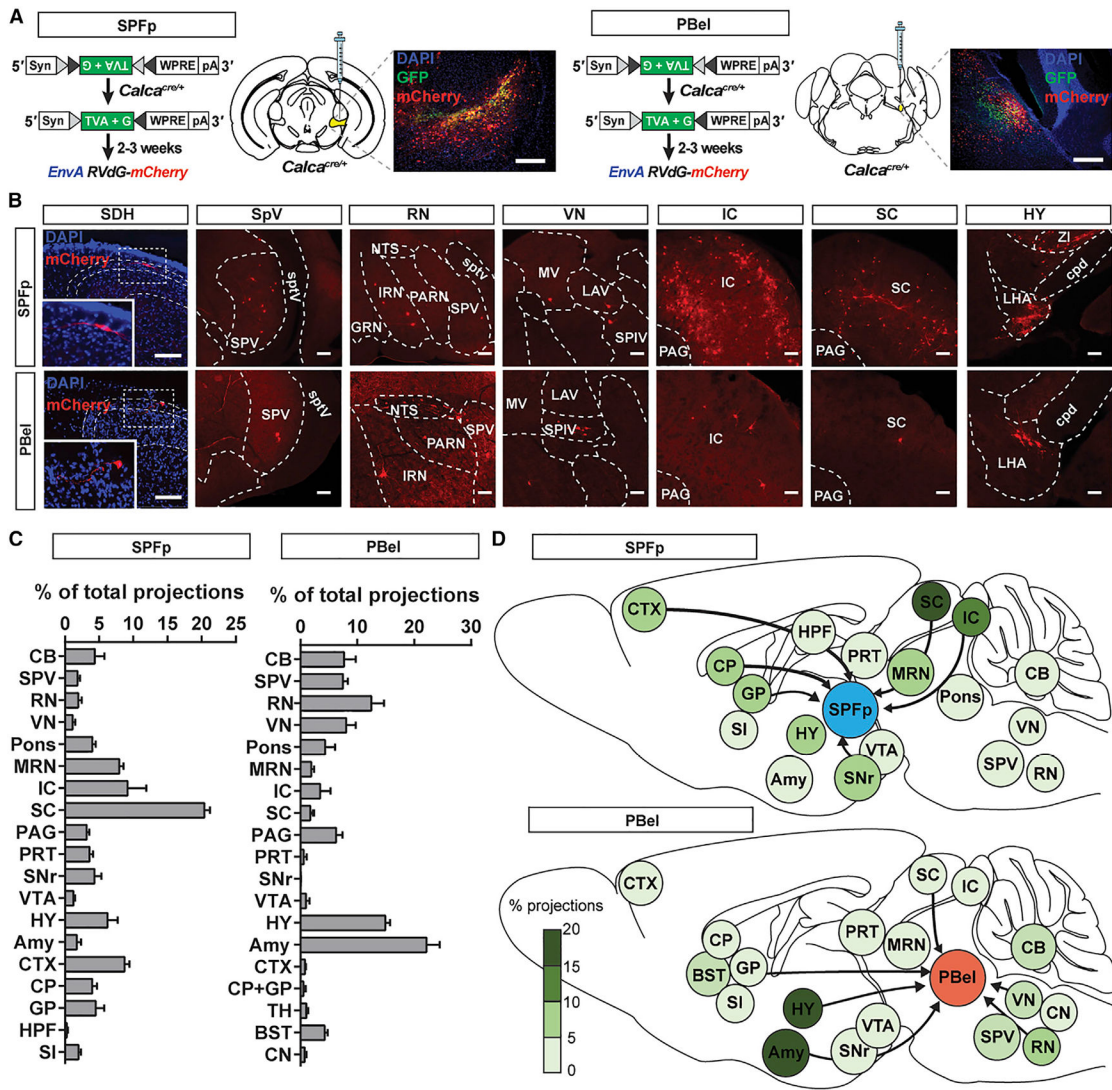 A
SPFp
5′ Syn G + AVT WPRE pA 3′
Calca^cre/+
5′ Syn TVA + G WPRE pA 3′
2-3 weeks
EnvA RVdG-mCherry
Calca^cre/+
DAPI
GFP
mCherry
PBel
5′ Syn G + AVT WPRE pA 3′
Calca^cre/+
5′ Syn TVA + G WPRE pA 3′
2-3 weeks
EnvA RVdG-mCherry
Calca^cre/+
DAPI
GFP
mCherry
B
SDH SpV RN VN IC SC HY
SPFp
DAPI
mCherry
sptV
SPV
NTS
sptv
IRN
PARN
SPV
GRN
MV
LAV
SPIV
IC
PAG
SC
PAG
ZI
cpd
LHA
PBel
DAPI
mCherry
SPV
sptV
NTS
SPV
PARN
IRN
MV
LAV
SPIV
IC
PAG
SC
PAG
cpd
LHA
C
SPFp
% of total projections
0 5 10 15 20 25
CB
SPV
RN
VN
Pons
MRN
IC
SC
PAG
PRT
SNr
VTA
HY
Amy
CTX
CP
GP
HPF
SI
PBel
% of total projections
0 10 20 30
CB
SPV
RN
VN
Pons
MRN
IC
SC
PAG
PRT
SNr
VTA
HY
Amy
CTX
CP+GP
TH
BST
CN
D
SPFp
CTX
SC
IC
HPF
PRT
CP
MRN
CB
GP
SPFp
Pons
SI
HY
VTA
VN
Amy
SNr
SPV
RN
PBel
CTX
SC
IC
% projections
20
15
10
5
0
CP
PRT
MRN
CB
BST
GP
PBel
SI
HY
VN
CN
VTA
SPV
RN
Amy
SNr